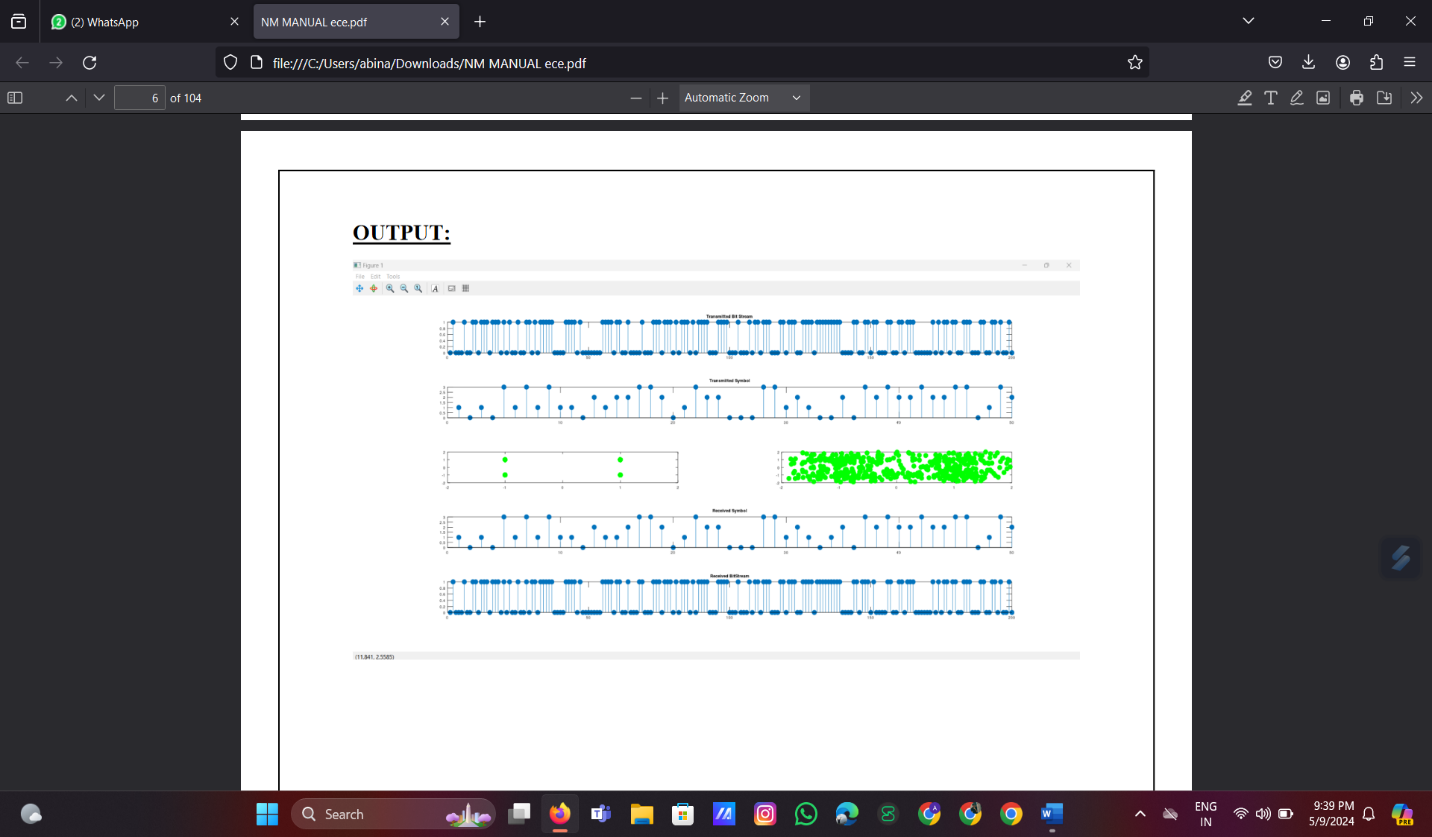 (2) WhatsApp
NM MANUAL ece.pdf
file:///C:/Users/abina/Downloads/NM MANUAL ece.pdf
6 of 104
Automatic Zoom
OUTPUT:
Figure 1
File Edit Tools
Transmitted Bit Stream
Transmitted Symbol
Received Symbol
Received BitStream
(11.841, 2.5585)
Search
ENG
IN
9:39 PM
5/9/2024